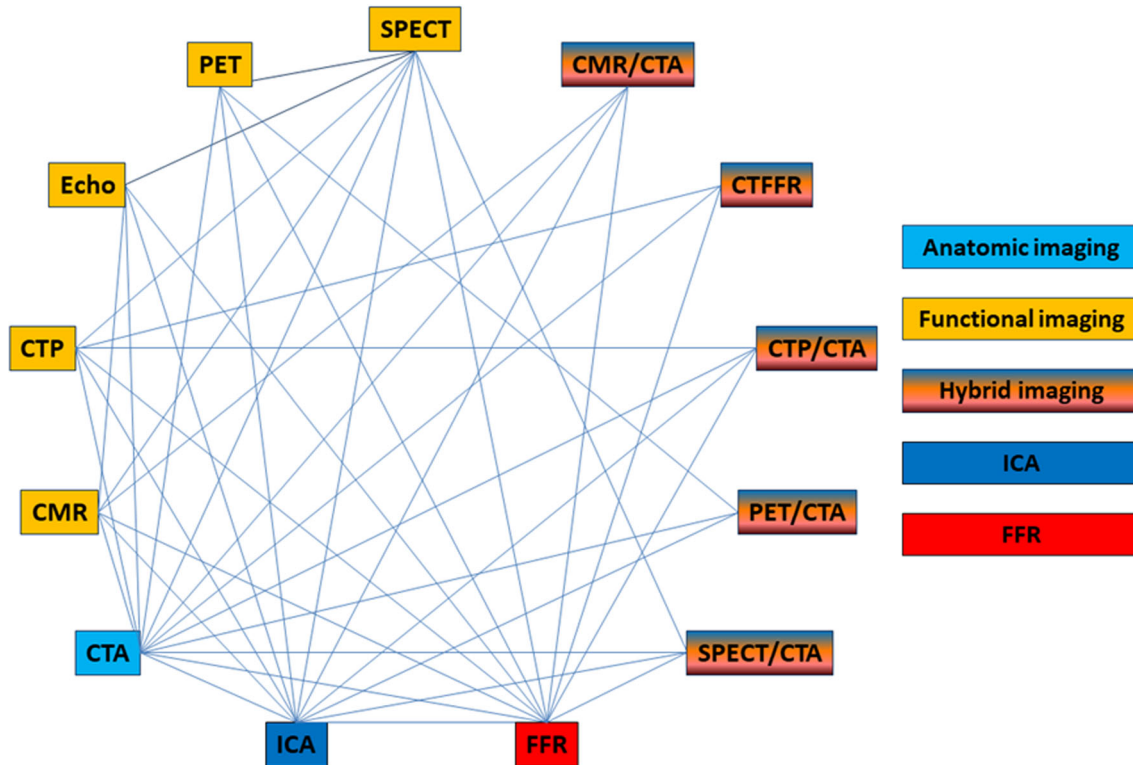 SPECT
PET
CMR/CTA
Echo
CTFFR
Anatomic imaging
Functional imaging
CTP
CTP/CTA
Hybrid imaging
ICA
CMR
PET/CTA
FFR
CTA
SPECT/CTA
ICA
FFR